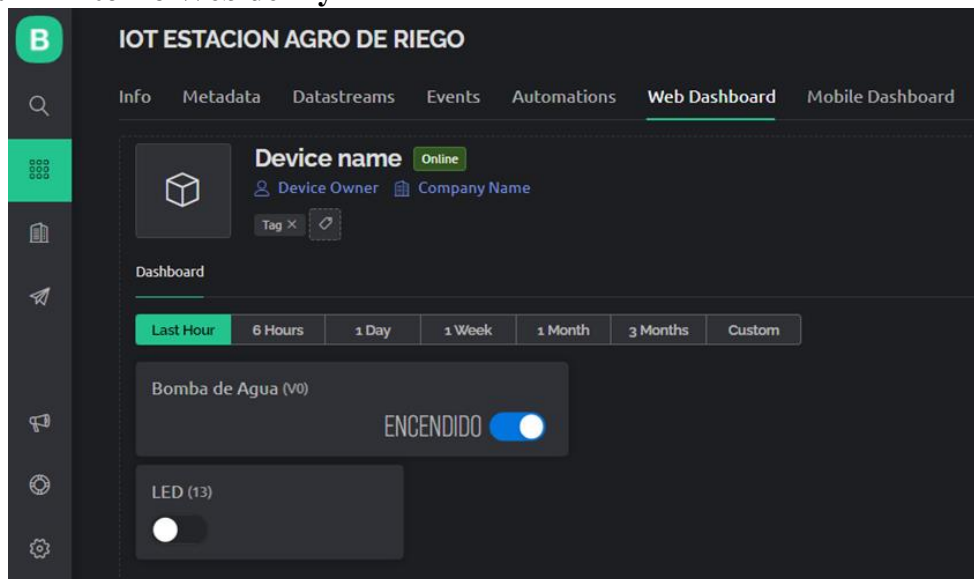 B
IOT ESTACION AGRO DE RIEGO
Info Metadata Datastreams Events Automations Web Dashboard Mobile Dashboard
Device name Online
Device Owner Company Name
Tag ×
Dashboard
Last Hour 6 Hours 1 Day 1 Week 1 Month 3 Months Custom
Bomba de Agua (V0)
ENCENDIDO
LED (13)